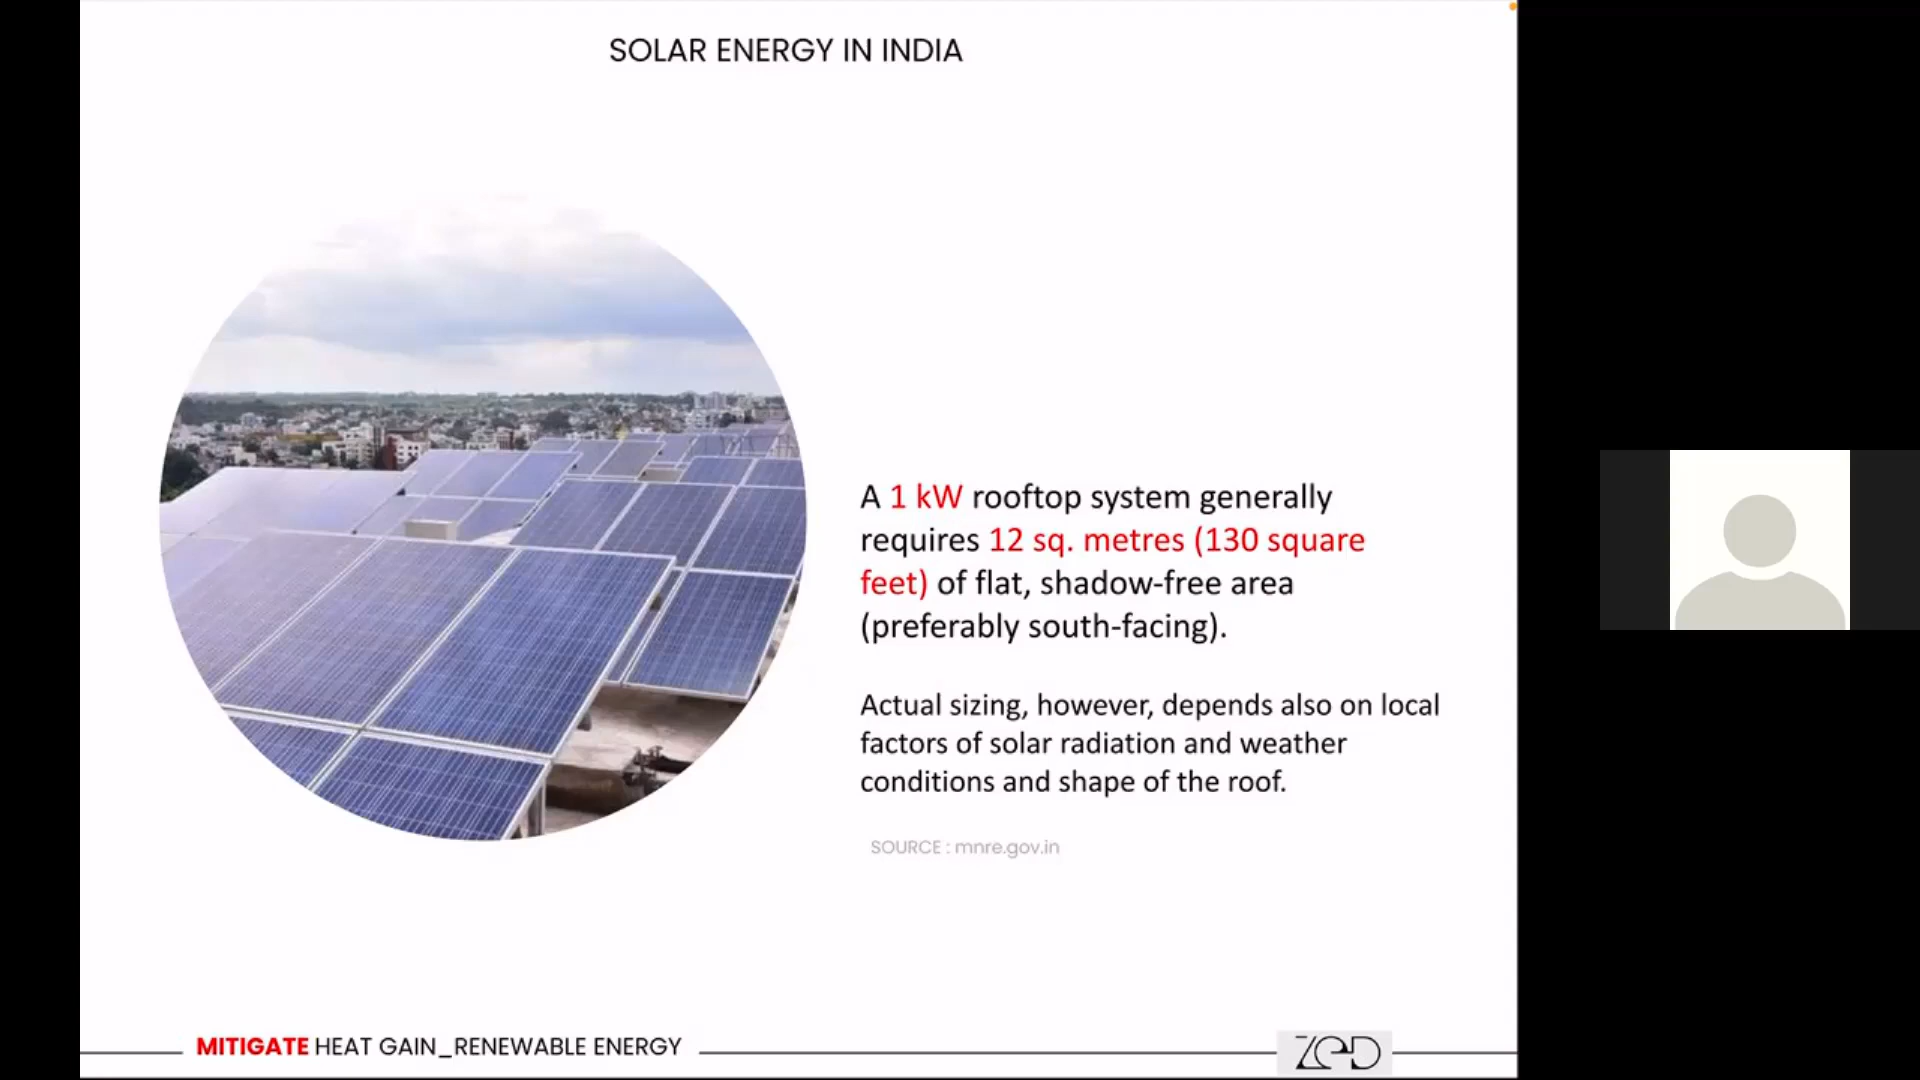 SOLAR ENERGY IN INDIA
A 1 kW rooftop system generally
requires 12 sq. metres (130 square
feet) of flat, shadow-free area
(preferably south-facing).
Actual sizing, however, depends also on local
factors of solar radiation and weather
conditions and shape of the roof.
SOURCE : mnre.gov.in
MITIGATE HEAT GAIN_RENEWABLE ENERGY
ZED